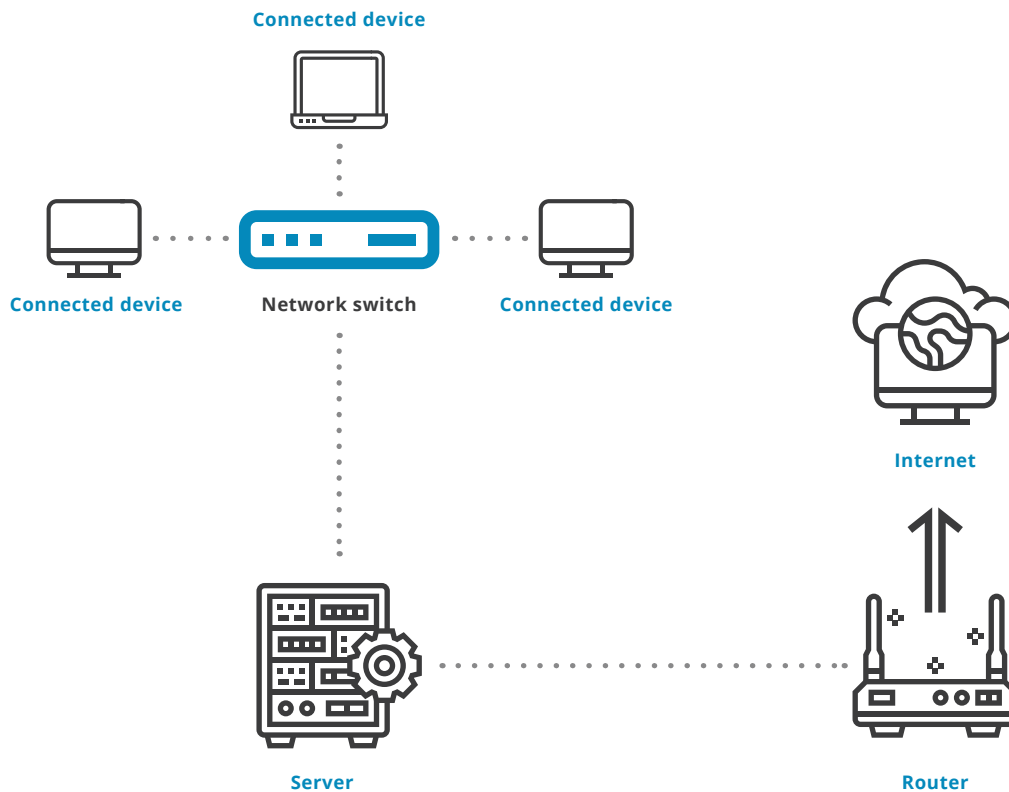 Connected device
Connected device
Network switch
Connected device
Internet
Server
Router